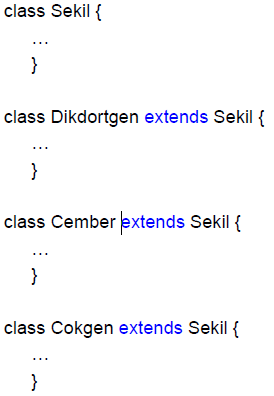 class Sekil {
…
}
class Dikdortgen extends Sekil {
…
}
class Cember extends Sekil {
…
}
class Cokgen extends Sekil {
…
}